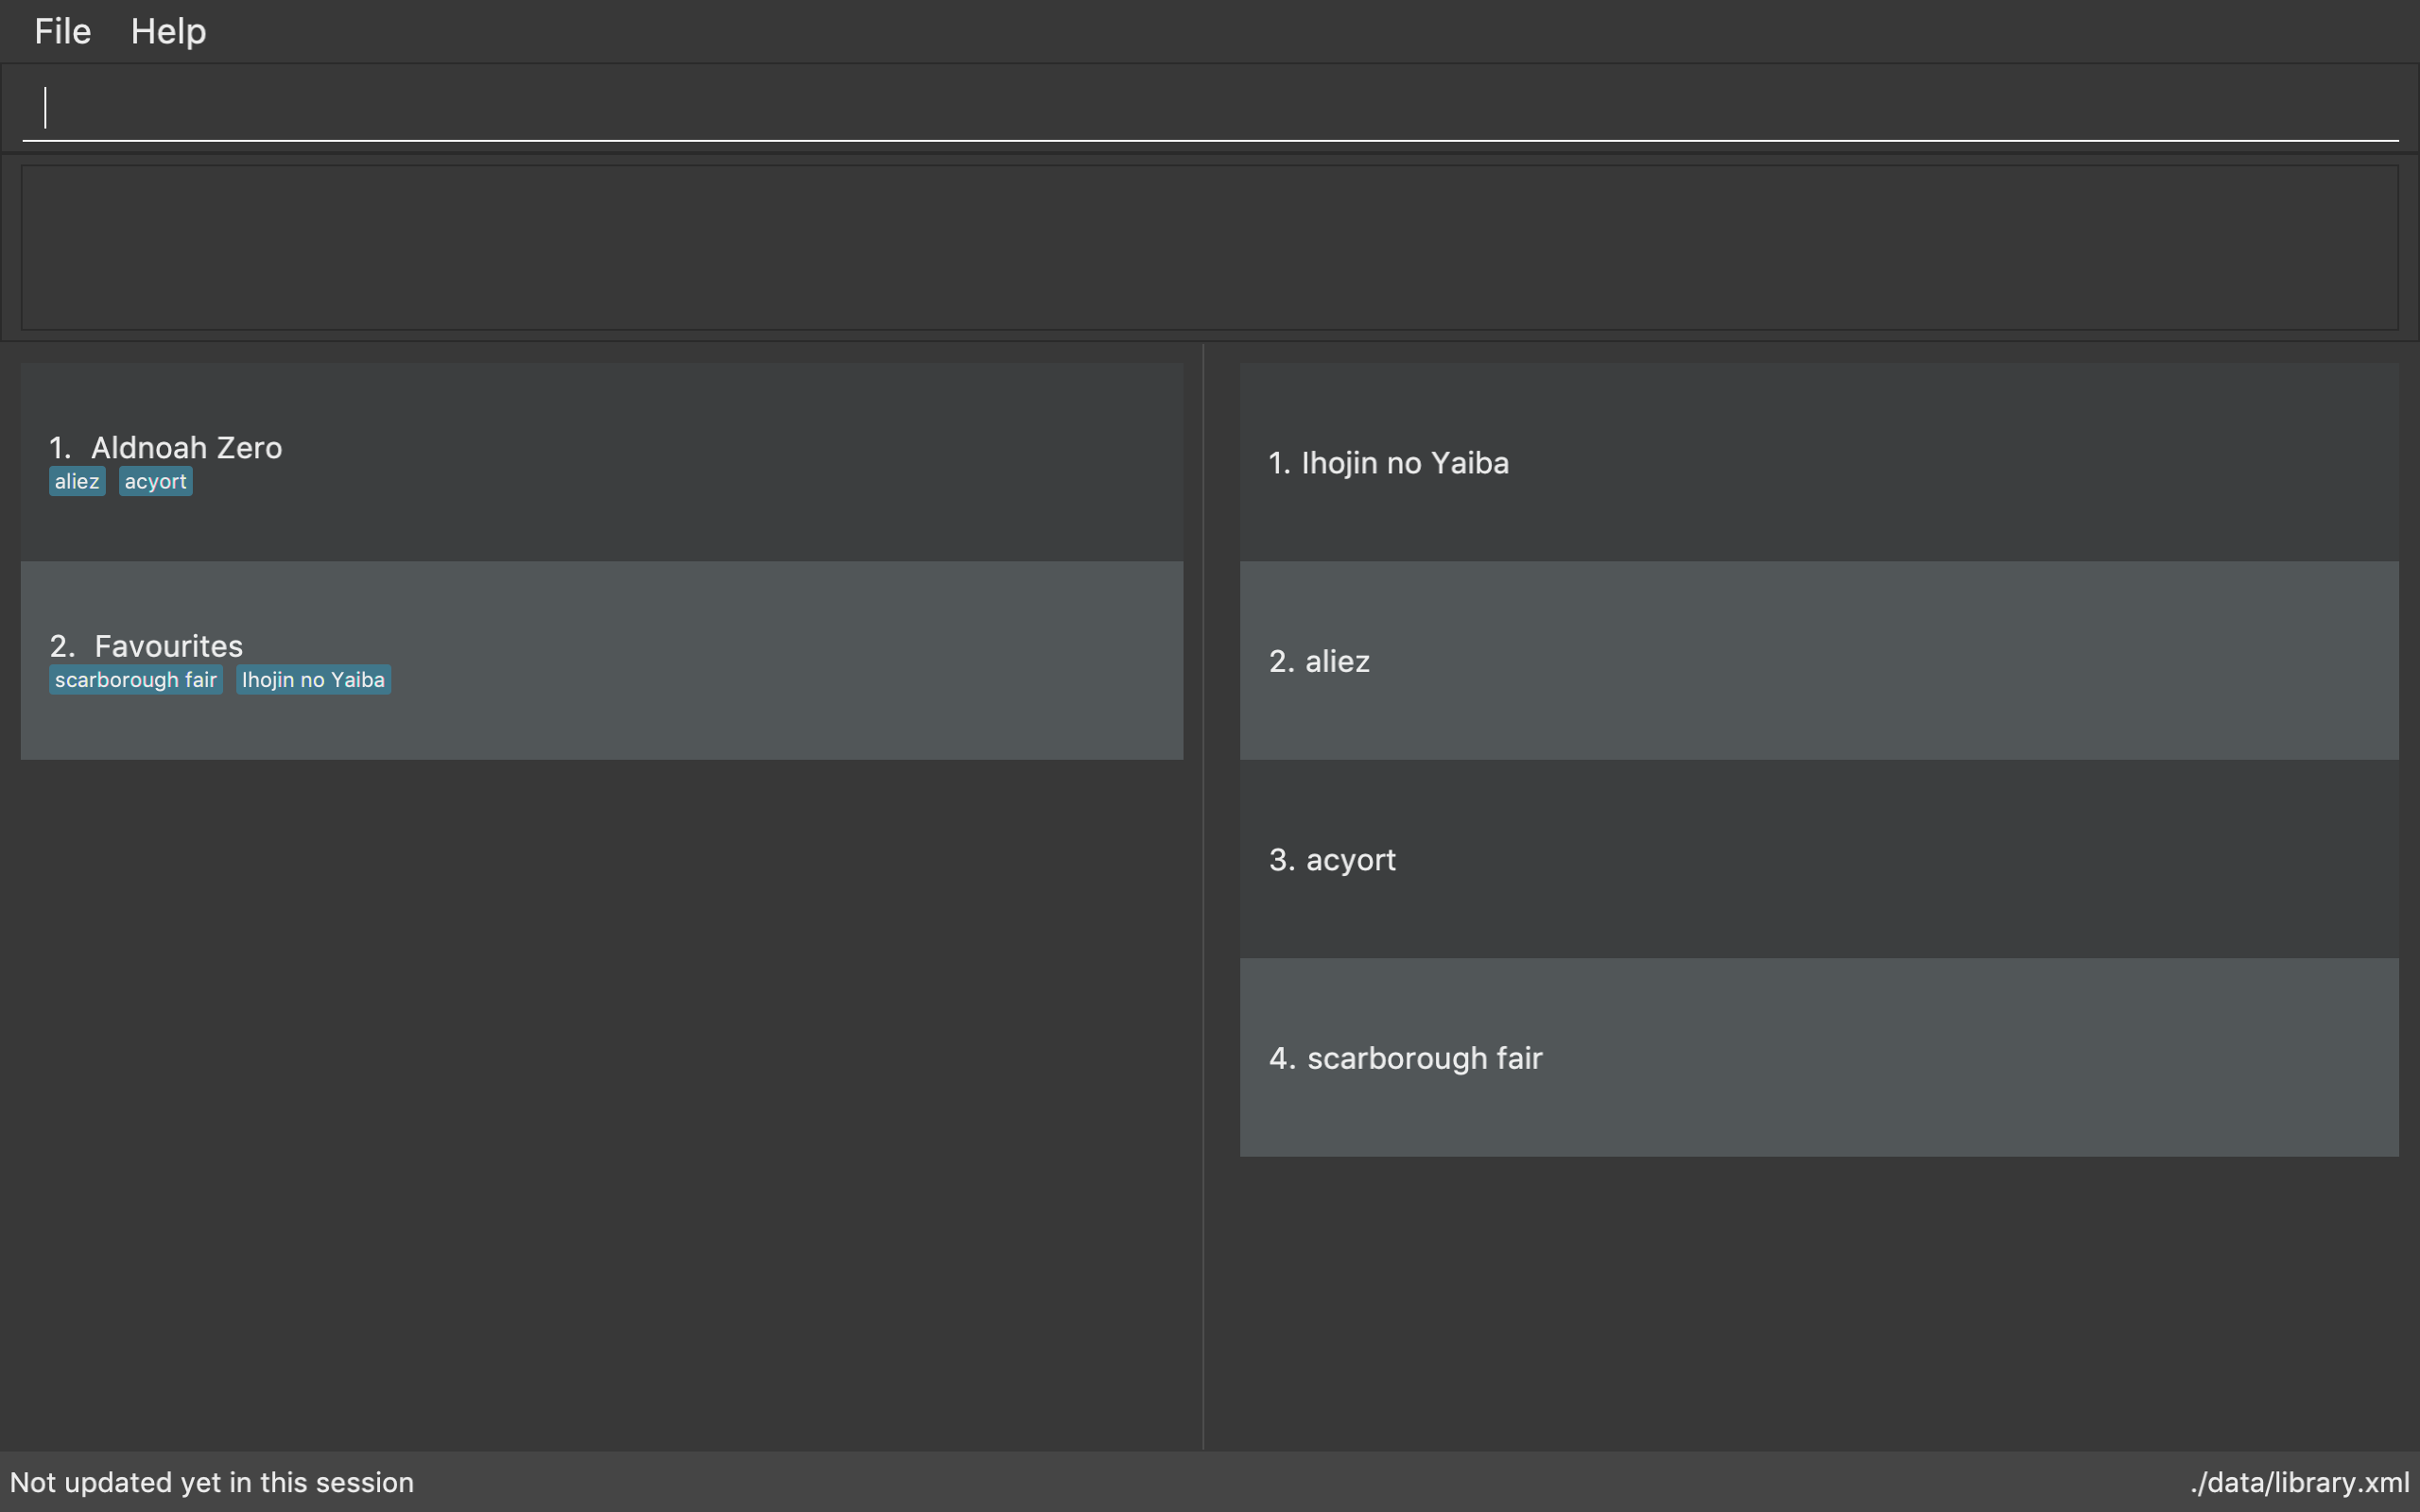 File Help
1. Aldnoah Zero
aliez acyort
2. Favourites
scarborough fair Ihojin no Yaiba
1. Ihojin no Yaiba
2. aliez
3. acyort
4. scarborough fair
Not updated yet in this session
./data/library.xml